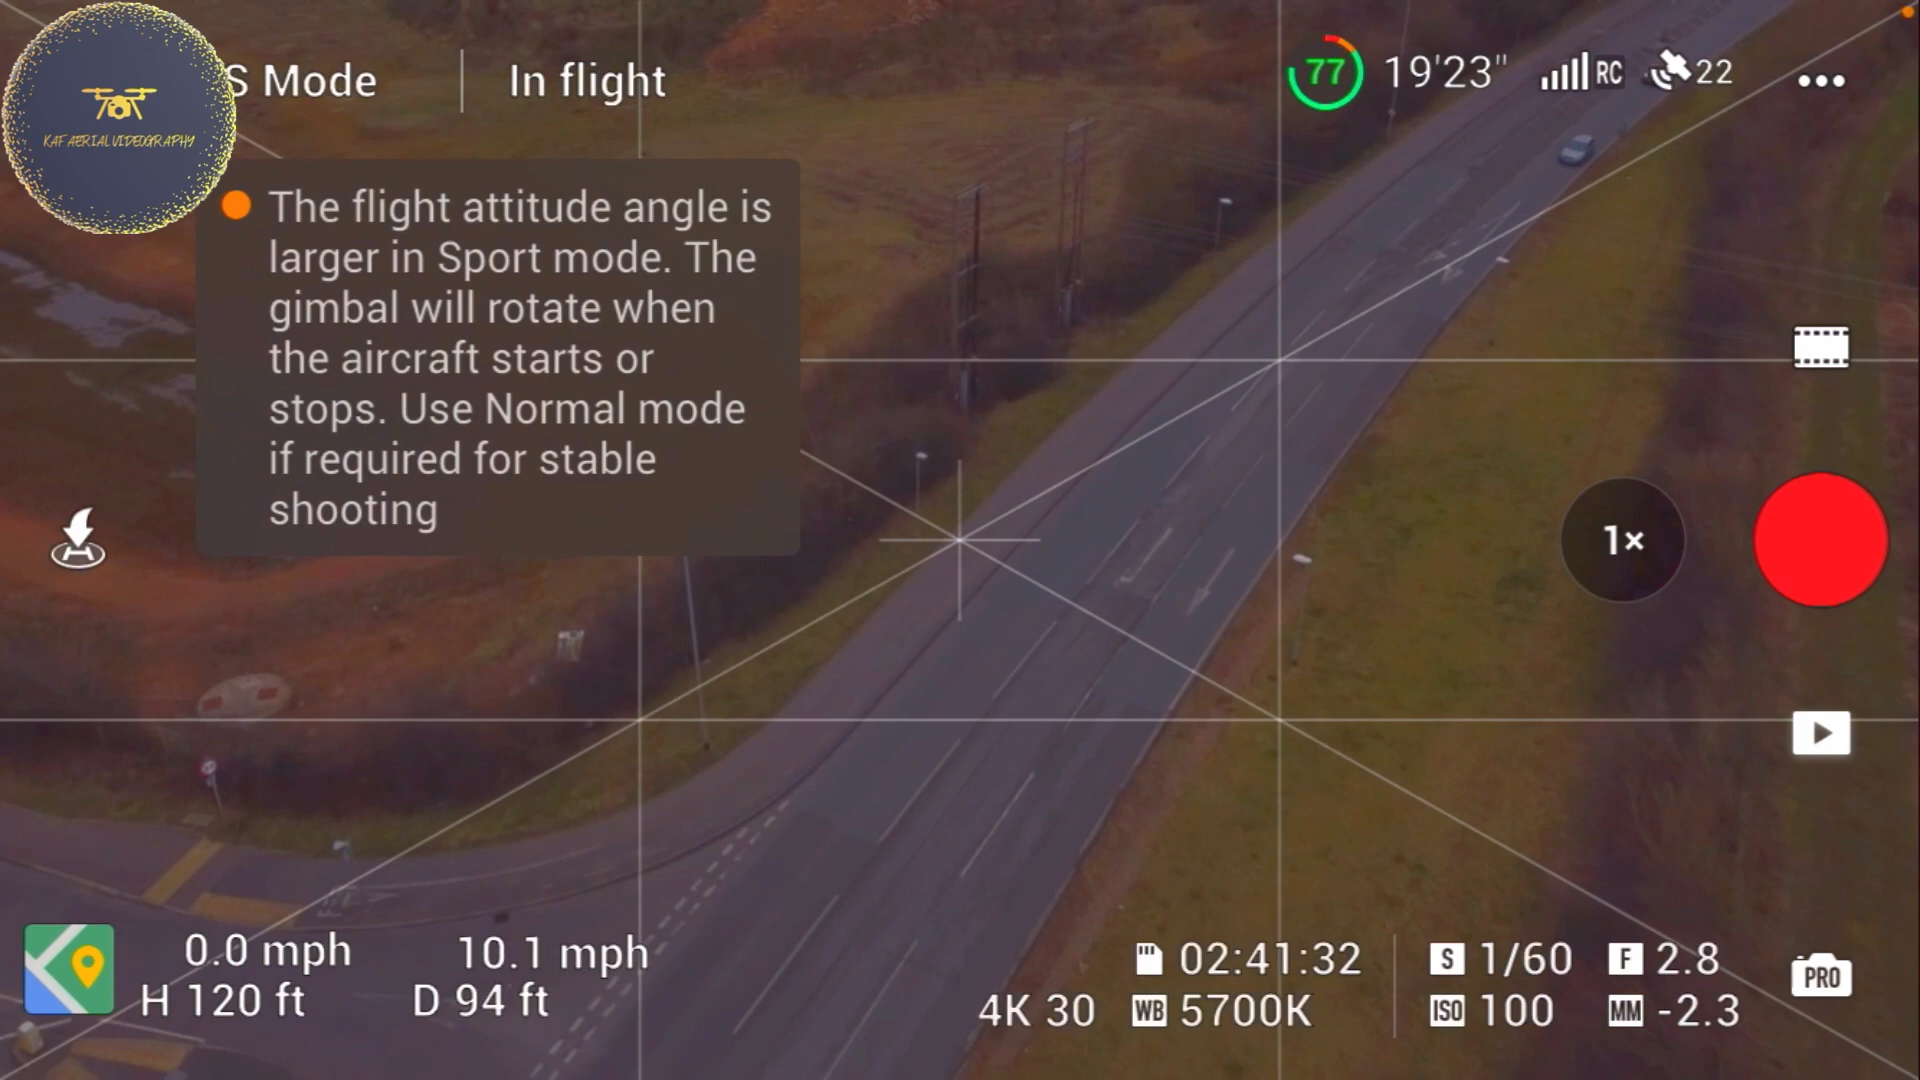 KAF AERIAL VIDEOGRAPHY
S Mode
In flight
77
19'23"
RC
22
The flight attitude angle is
larger in Sport mode. The
gimbal will rotate when
the aircraft starts or
stops. Use Normal mode
if required for stable
shooting
1×
0.0 mph
10.1 mph
H 120 ft
D 94 ft
02:41:32
S 1/60
F 2.8
4K 30
WB 5700K
ISO 100
MM -2.3
PRO